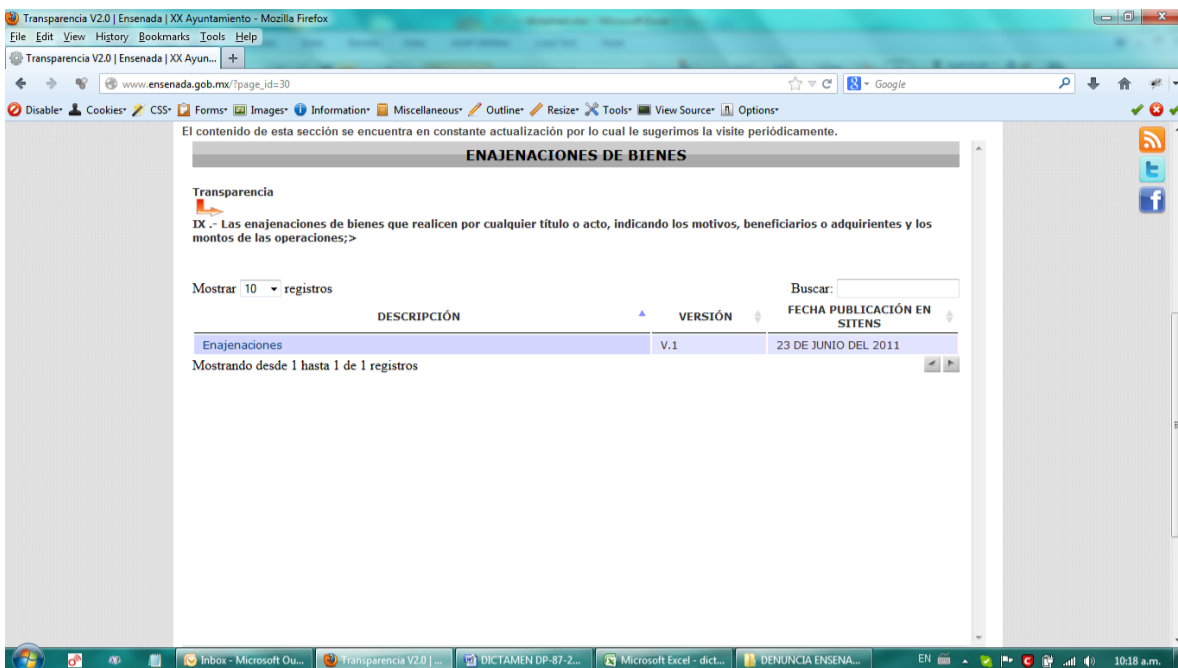 Transparencia V2.0 | Ensenada | XX Ayuntamiento - Mozilla Firefox
File Edit View History Bookmarks Tools Help
Transparencia V2.0 | Ensenada | XX Ayun... +
www.ensenada.gob.mx/?page_id=30
Google
Disable Cookies CSS Forms Images Information Miscellaneous Outline Resize Tools View Source Options
El contenido de esta sección se encuentra en constante actualización por lo cual le sugerimos la visite periódicamente.
ENAJENACIONES DE BIENES
Transparencia
IX .- Las enajenaciones de bienes que realicen por cualquier título o acto, indicando los motivos, beneficiarios o adquirientes y los
montos de las operaciones;>
Mostrar 10 registros Buscar:
DESCRIPCIÓN VERSIÓN FECHA PUBLICACIÓN EN
SITENS
Enajenaciones V.1 23 DE JUNIO DEL 2011
Mostrando desde 1 hasta 1 de 1 registros
Inbox - Microsoft Ou... Transparencia V2.0 | ... DICTAMEN DP-87-2... Microsoft Excel - dict... DENUNCIA ENSENA... EN 10:18 a.m.